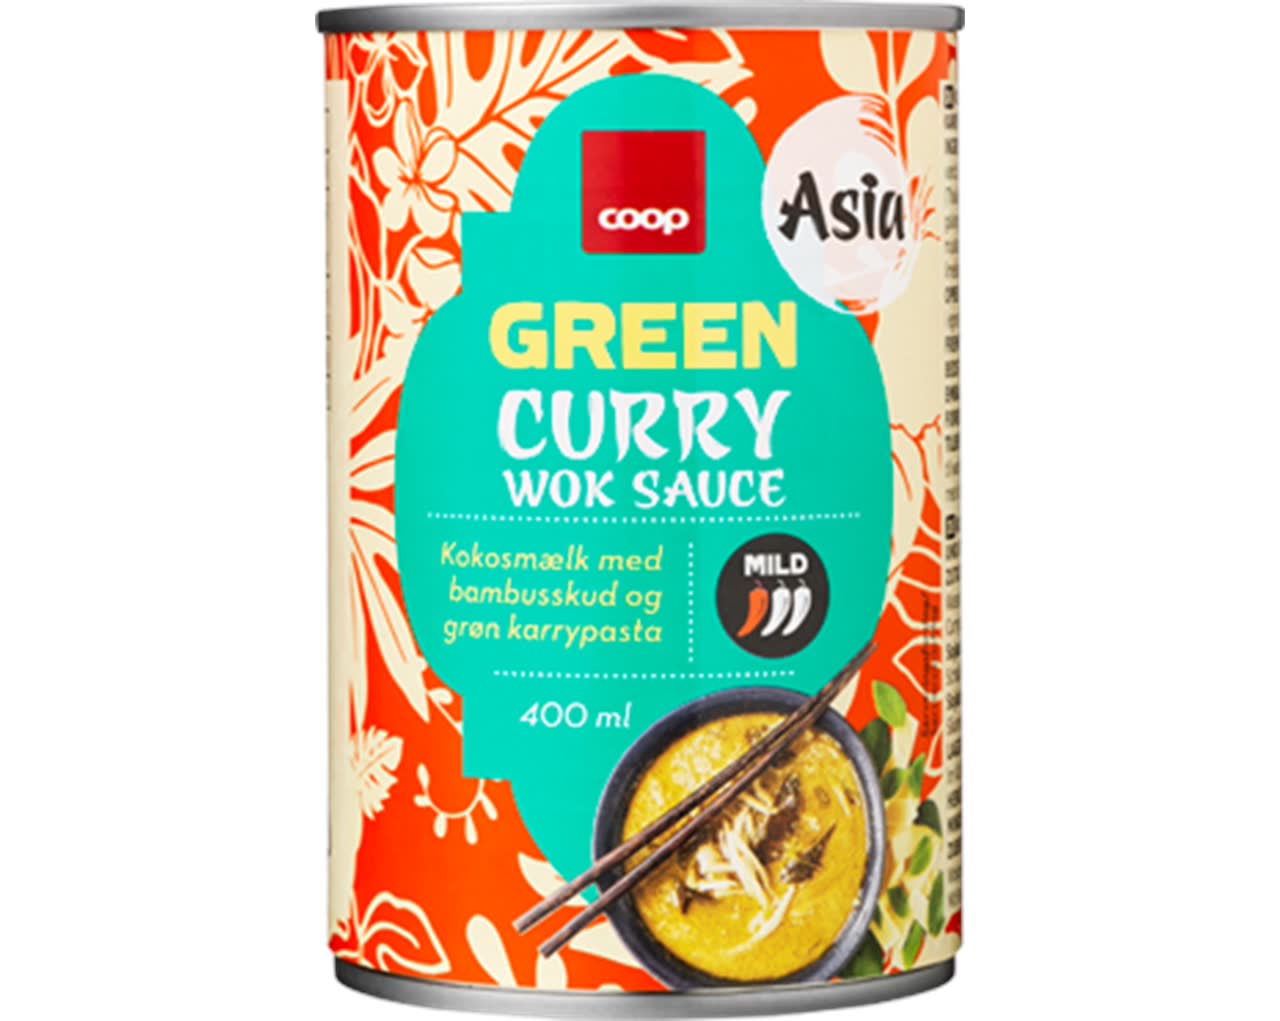 coop
Asia
GREEN
CURRY
WOK SAUCE
Kokosmælk med
bambusskud og
grøn karrypasta
MILD
400 ml